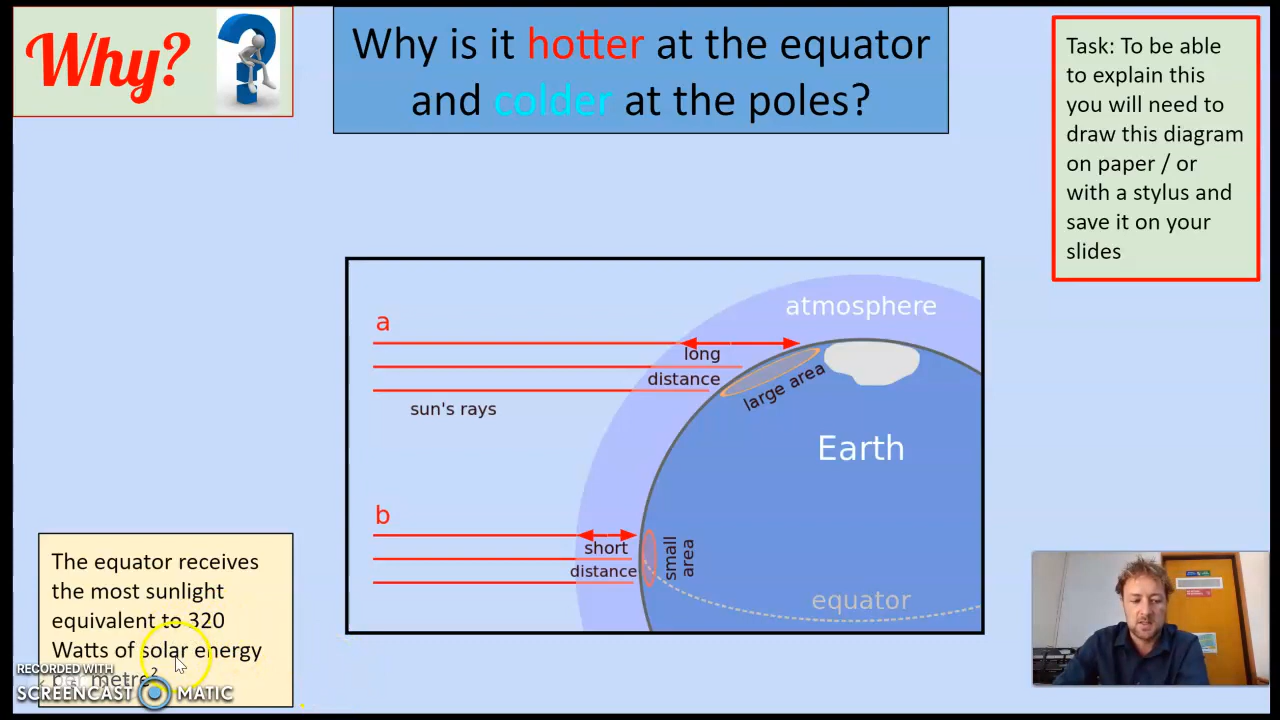 Why?
Why is it hotter at the equator
and colder at the poles?
Task: To be able
to explain this
you will need to
draw this diagram
on paper / or
with a stylus and
save it on your
slides
atmosphere
a
long
distance
large area
sun's rays
Earth
b
short
distance
small
area
equator
The equator receives
the most sunlight
equivalent to 320
Watts of solar energy
per metre²
RECORDED WITH
SCREENCAST MATIC